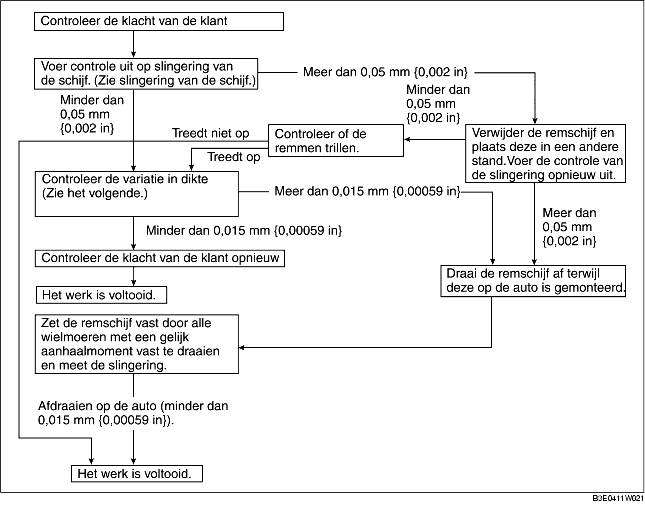 Controleer de klacht van de klant
Voer controle uit op slingering van
de schijf. (Zie slingering van de schijf.)
Meer dan 0,05 mm {0,002 in}
Minder dan
0,05 mm
{0,002 in}
Minder dan
0,05 mm
{0,002 in}
Treedt niet op
Controleer of de
remmen trillen.
Verwijder de remschijf en
plaats deze in een andere
stand.Voer de controle van
de slingering opnieuw uit.
Treedt op
Controleer de variatie in dikte
(Zie het volgende.)
Meer dan 0,015 mm {0,00059 in}
Meer dan
0,05 mm
{0,002 in}
Minder dan 0,015 mm {0,00059 in}
Controleer de klacht van de klant opnieuw
Draai de remschijf af terwijl
deze op de auto is gemonteerd.
Het werk is voltooid.
Zet de remschijf vast door alle
wielmoeren met een gelijk
aanhaalmoment vast te draaien
en meet de slingering.
Afdraaien op de auto (minder dan
0,015 mm {0,00059 in}).
Het werk is voltooid.
B3E0411W021